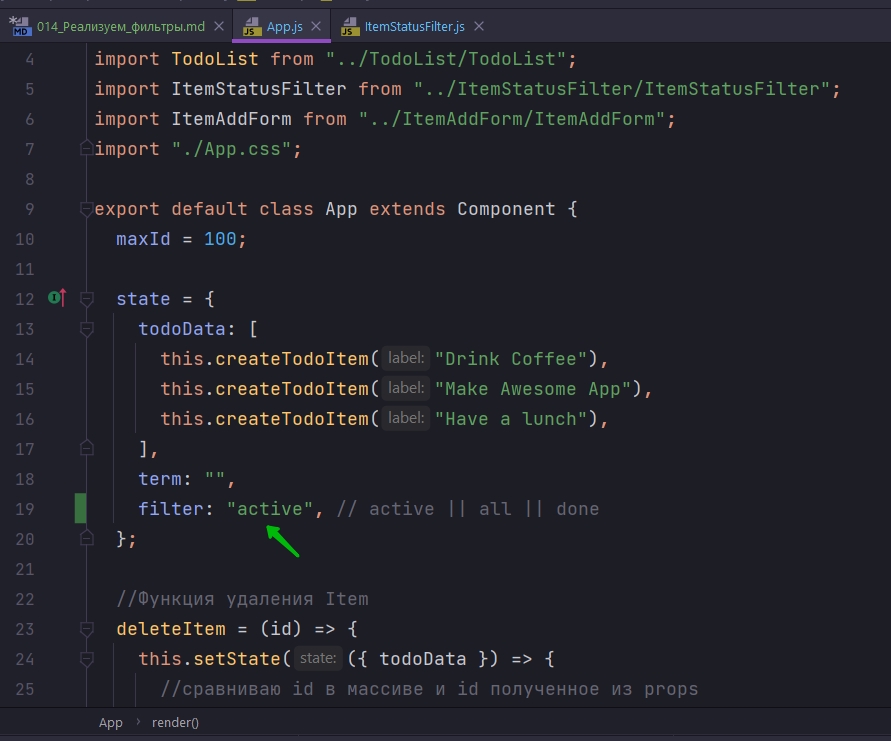 014_Реализуем_фильтры.md App.js ItemStatusFilter.js
4 import TodoList from "../TodoList/TodoList";
5 import ItemStatusFilter from "../ItemStatusFilter/ItemStatusFilter";
6 import ItemAddForm from "../ItemAddForm/ItemAddForm";
7 import "./App.css";
8
9 export default class App extends Component {
10 maxId = 100;
11
12 state = {
13 todoData: [
14 this.createTodoItem( label: "Drink Coffee"),
15 this.createTodoItem( label: "Make Awesome App"),
16 this.createTodoItem( label: "Have a lunch"),
17 ],
18 term: "",
19 filter: "active", // active || all || done
20 };
21
22 //Функция удаления Item
23 deleteItem = (id) => {
24 this.setState( state: ({ todoData }) => {
25 //сравниваю id в массиве и id полученное из props
App › render()